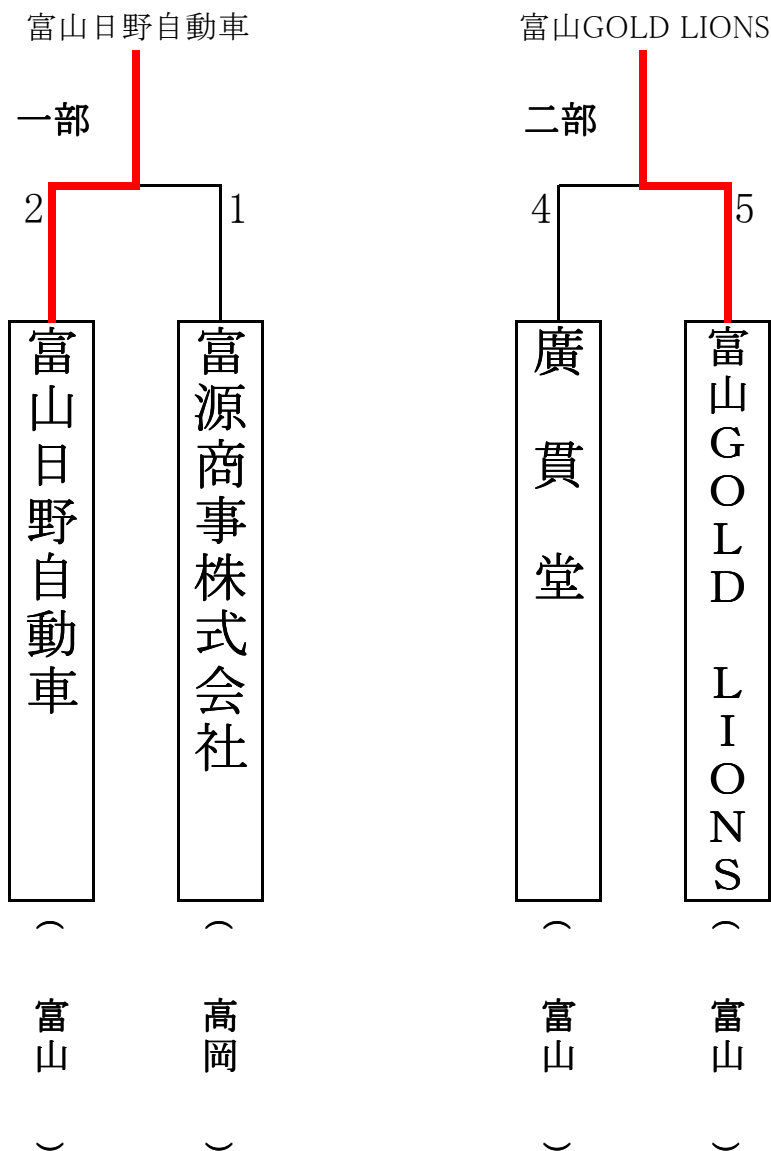 富山日野自動車
富山GOLD LIONS
一部
二部
2
1
4
5
富山日野自動車
富源商事株式会社
廣貫堂
富山GOLD LIONS
（富山）
（高岡）
（富山）
（富山）